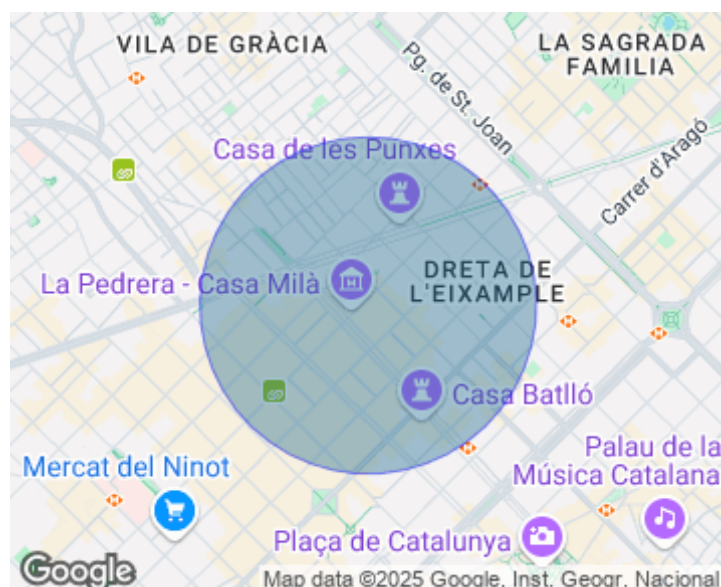 VILA DE GRÀCIA
LA SAGRADA
FAMILIA
Pg. de St. Joan
Casa de les Punxes
Carrer d'Aragó
La Pedrera - Casa Milà
DRETA DE
L'EIXAMPLE
Casa Batlló
Mercat del Ninot
Palau de la
Música Catalana
Plaça de Catalunya
Google
Map data ©2025 Google, Inst. Geogr. Nacional